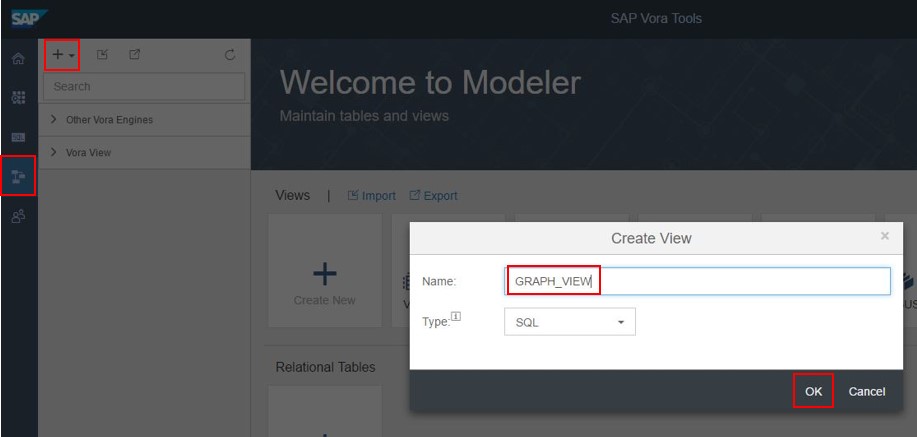 SAP
SAP Vora Tools
Search
Other Vora Engines
Vora View
Welcome to Modeler
Maintain tables and views
Views | Import Export
Create New
Create View
Name: GRAPH_VIEW
Type: SQL
Relational Tables
OK Cancel